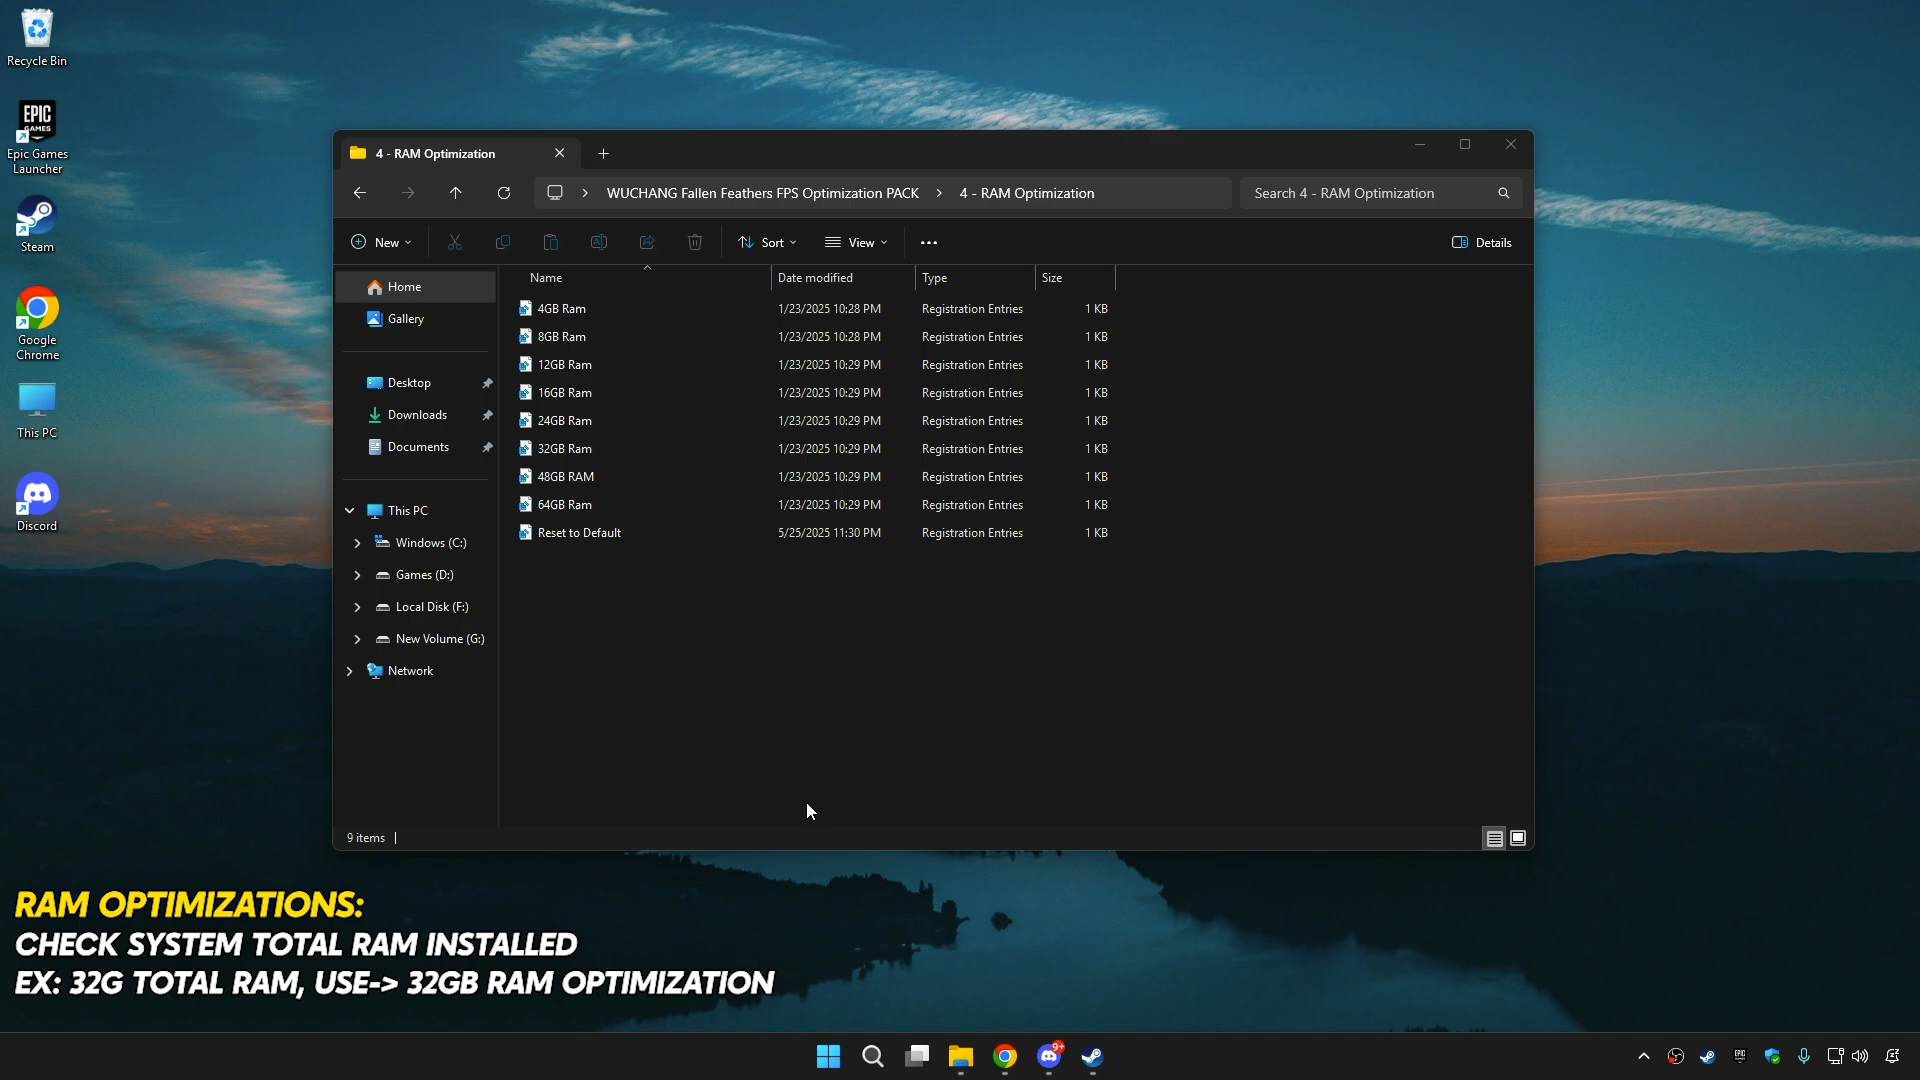 Recycle Bin
EPIC
GAMES
Epic Games
Launcher
Steam
Google
Chrome
This PC
Discord
4 - RAM Optimization
WUCHANG Fallen Feathers FPS Optimization PACK > 4 - RAM Optimization
Search 4 - RAM Optimization
New
Sort
View
Details
Home
Gallery
Desktop
Downloads
Documents
This PC
Windows (C:)
Games (D:)
Local Disk (F:)
New Volume (G:)
Network
Name Date modified Type Size
4GB Ram 1/23/2025 10:28 PM Registration Entries 1 KB
8GB Ram 1/23/2025 10:28 PM Registration Entries 1 KB
12GB Ram 1/23/2025 10:29 PM Registration Entries 1 KB
16GB Ram 1/23/2025 10:29 PM Registration Entries 1 KB
24GB Ram 1/23/2025 10:29 PM Registration Entries 1 KB
32GB Ram 1/23/2025 10:29 PM Registration Entries 1 KB
48GB RAM 1/23/2025 10:29 PM Registration Entries 1 KB
64GB Ram 1/23/2025 10:29 PM Registration Entries 1 KB
Reset to Default 5/25/2025 11:30 PM Registration Entries 1 KB
9 items
RAM OPTIMIZATIONS:
CHECK SYSTEM TOTAL RAM INSTALLED
EX: 32G TOTAL RAM, USE-> 32GB RAM OPTIMIZATION
9+
EPIC